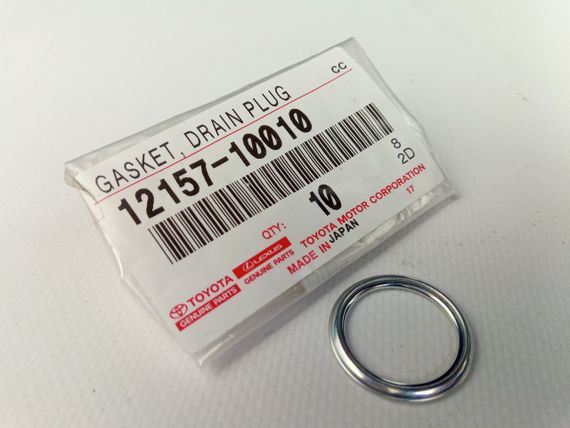 CC
GASKET, DRAIN PLUG
12157-10010
8
2D
QTY: 10
TOYOTA GENUINE PARTS
LEXUS GENUINE PARTS
TOYOTA MOTOR CORPORATION
17
MADE IN JAPAN